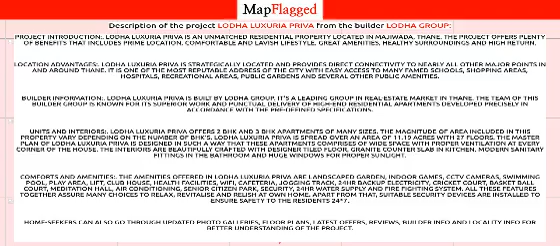 MapFlagged
Description of the project LODHA LUXURIA PRIVA from the builder LODHA GROUP:
PROJECT INTRODUCTION:. LODHA LUXURIA PRIVA IS AN UNMATCHED RESIDENTIAL PROPERTY LOCATED IN MAJIWADA, THANE. THE PROJECT OFFERS PLENTY
OF BENEFITS THAT INCLUDES PRIME LOCATION, COMFORTABLE AND LAVISH LIFESTYLE, GREAT AMENITIES, HEALTHY SURROUNDINGS AND HIGH RETURN.
LOCATION ADVANTAGES:. LODHA LUXURIA PRIVA IS STRATEGICALLY LOCATED AND PROVIDES DIRECT CONNECTIVITY TO NEARLY ALL OTHER MAJOR POINTS IN
AND AROUND THANE. IT IS ONE OF THE MOST REPUTABLE ADDRESS OF THE CITY WITH EASY ACCESS TO MANY FAMED SCHOOLS, SHOPPING AREAS,
HOSPITALS, RECREATIONAL AREAS, PUBLIC GARDENS AND SEVERAL OTHER PUBLIC AMENITIES.
BUILDER INFORMATION:. LODHA LUXURIA PRIVA IS BUILT BY LODHA GROUP. IT'S A LEADING GROUP IN REAL ESTATE MARKET IN THANE. THE TEAM OF THIS
BUILDER GROUP IS KNOWN FOR ITS SUPERIOR WORK AND PUNCTUAL DELIVERY OF HIGH-END RESIDENTIAL APARTMENTS DEVELOPED PRECISELY IN
ACCORDANCE WITH THE PRE-DEFINED SPECIFICATIONS.
UNITS AND INTERIORS:. LODHA LUXURIA PRIVA OFFERS 2 BHK AND 3 BHK APARTMENTS OF MANY SIZES. THE MAGNITUDE OF AREA INCLUDED IN THIS
PROPERTY VARY DEPENDING ON THE NUMBER OF BHK'S. LODHA LUXURIA PRIVA IS SPREAD OVER AN AREA OF 11.19 ACRES WITH 27 FLOORS. THE MASTER
PLAN OF LODHA LUXURIA PRIVA IS DESIGNED IN SUCH A WAY THAT THESE APARTMENTS COMPRISES OF WIDE SPACE WITH PROPER VENTILATION AT EVERY
CORNER OF THE HOUSE. THE INTERIORS ARE BEAUTIFULLY CRAFTED WITH DESIGNER TILED FLOOR, GRANITE COUNTER SLAB IN KITCHEN, MODERN SANITARY
FITTINGS IN THE BATHROOM AND HUGE WINDOWS FOR PROPER SUNLIGHT.
COMFORTS AND AMENITIES:. THE AMENITIES OFFERED IN LODHA LUXURIA PRIVA ARE LANDSCAPED GARDEN, INDOOR GAMES, CCTV CAMERAS, SWIMMING
POOL, PLAY AREA, LIFT, CLUB HOUSE, HEALTH FACILITIES, WIFI, CAFETERIA, JOGGING TRACK, 24HR BACKUP ELECTRICITY, CRICKET COURT, BASKET BALL
COURT, MEDITATION HALL, AIR CONDITIONING, SENIOR CITIZEN PARK, SECURITY, 24HR WATER SUPPLY AND FIRE FIGHTING SYSTEM. ALL THESE FEATURES
TOGETHER ASSURE MANY CHOICES TO RELAX, REVITALISE AND RELISH AT OWN HOME. APART FROM THAT, SUITABLE SECURITY DEVICES ARE INSTALLED TO
ENSURE SAFETY TO THE RESIDENTS 24*7.
HOME-SEEKERS CAN ALSO GO THROUGH UPDATED PHOTO GALLERIES, FLOOR PLANS, LATEST OFFERS, REVIEWS, BUILDER INFO AND LOCALITY INFO FOR
BETTER UNDERSTANDING OF THE PROJECT.